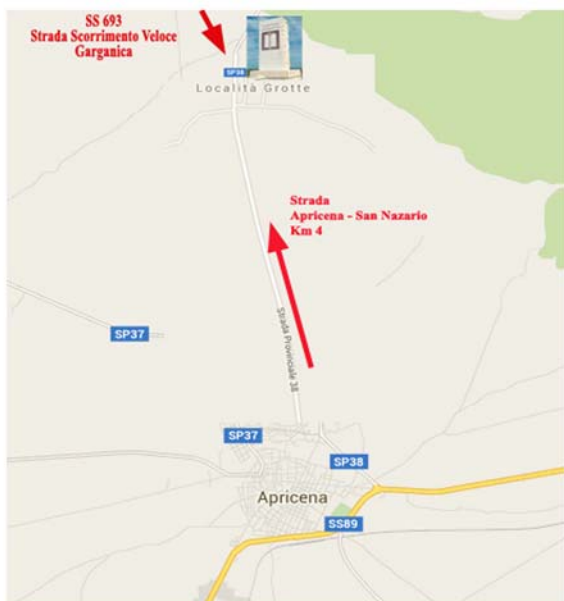 SS 693
Strada Scorrimento Veloce
Garganica
SP38
Località Grotte
Strada
Apricena - San Nazario
Km 4
SP37
Strada Provinciale 38
SP37
SP38
Apricena
SS89